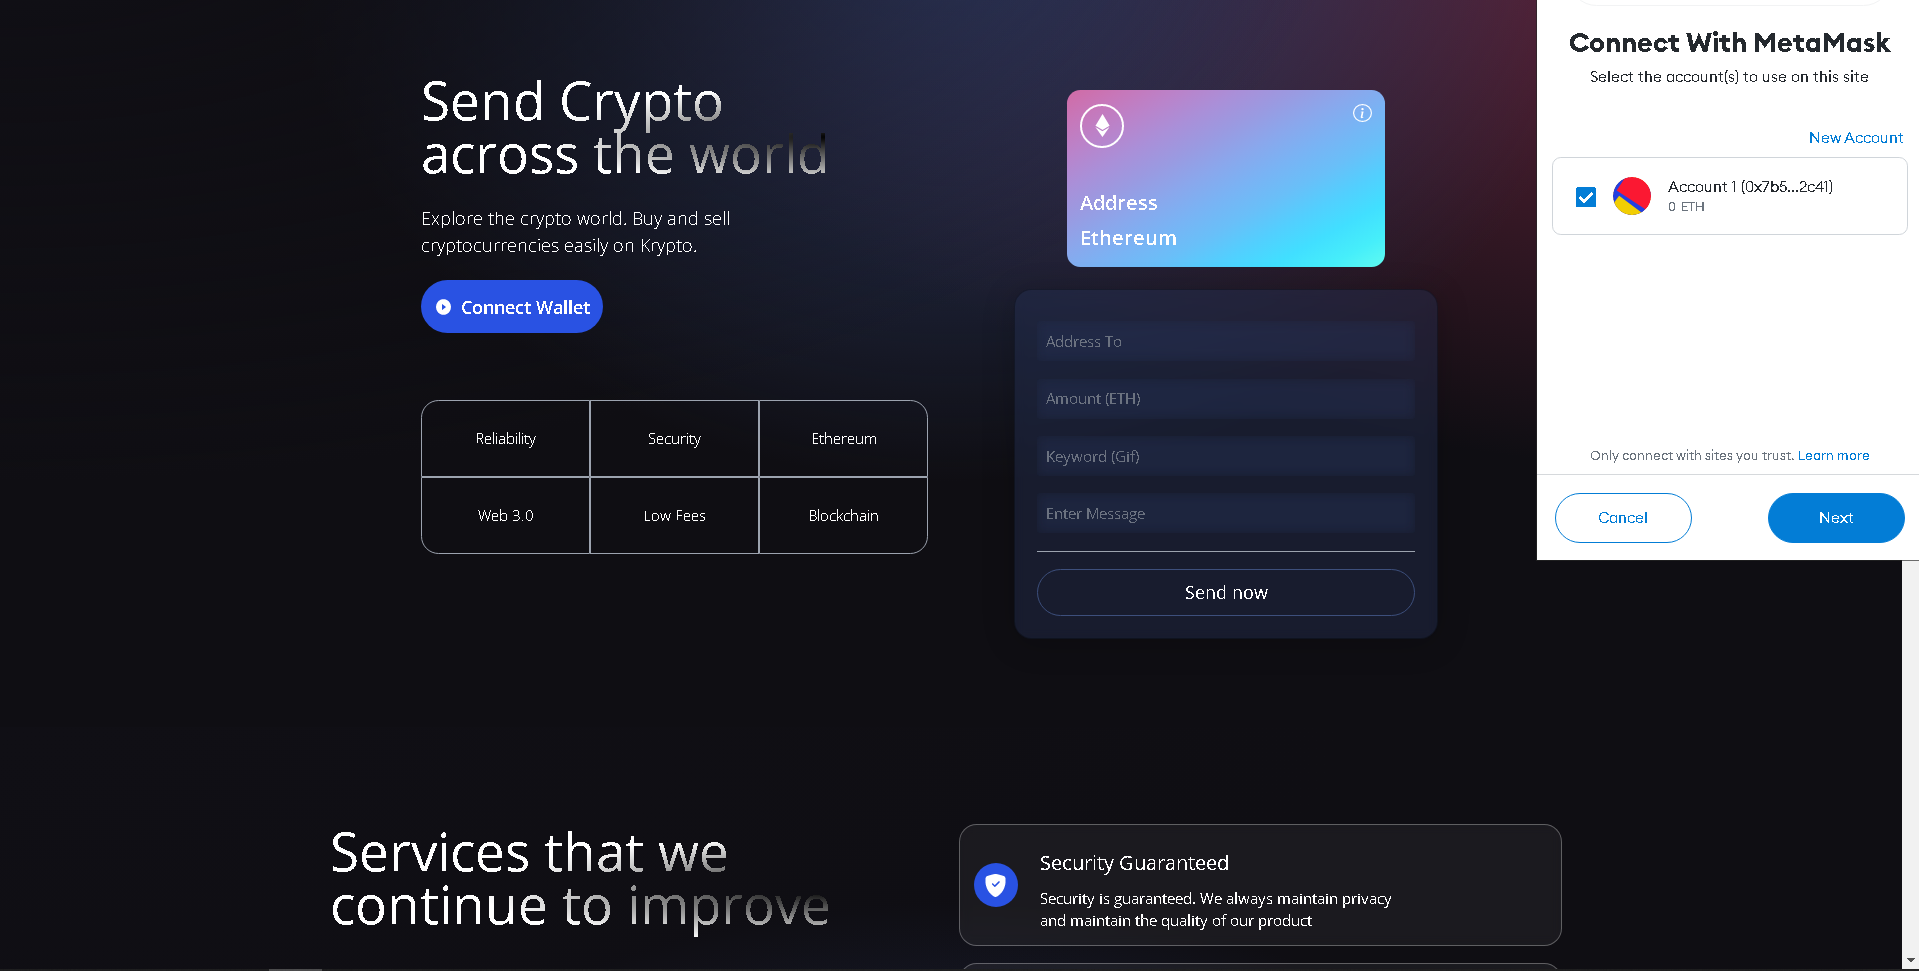 Send Crypto
across the world
Explore the crypto world. Buy and sell
cryptocurrencies easily on Krypto.
Connect Wallet
Reliability
Security
Ethereum
Web 3.0
Low Fees
Blockchain
Address
Ethereum
Address To
Amount (ETH)
Keyword (Gif)
Enter Message
Send now
Connect With MetaMask
Select the account(s) to use on this site
New Account
Account 1 (0x7b5...2c41)
0 ETH
Only connect with sites you trust. Learn more
Cancel
Next
Services that we
continue to improve
Security Guaranteed
Security is guaranteed. We always maintain privacy
and maintain the quality of our product